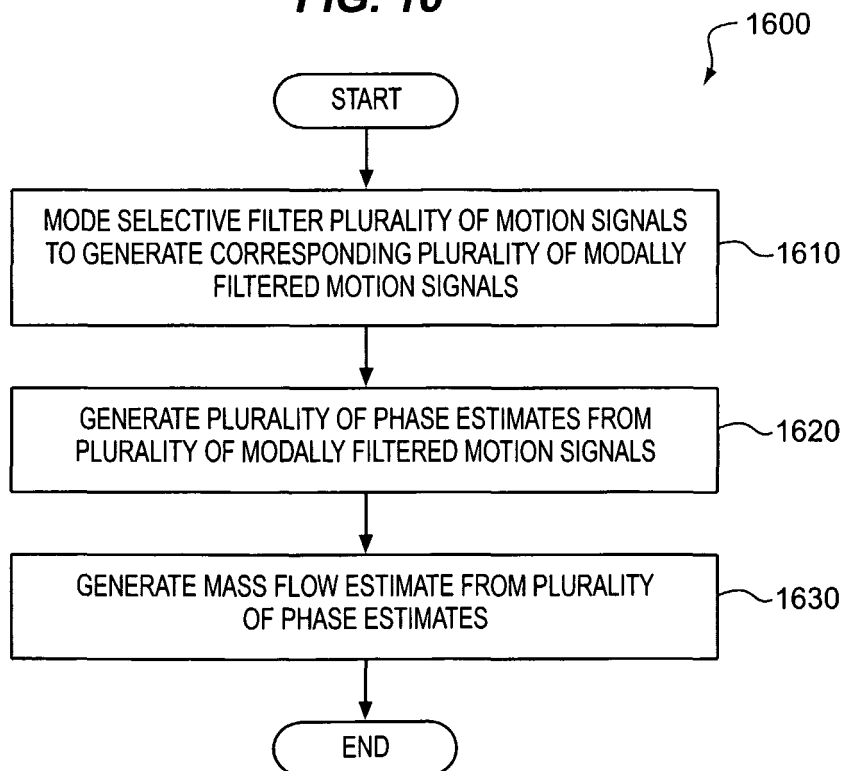 FIG.
1600
START
MODE SELECTIVE FILTER PLURALITY OF MOTION SIGNALS
TO GENERATE CORRESPONDING PLURALITY OF MODALLY
FILTERED MOTION SIGNALS
1610
GENERATE PLURALITY OF PHASE ESTIMATES FROM
PLURALITY OF MODALLY FILTERED MOTION SIGNALS
1620
GENERATE MASS FLOW ESTIMATE FROM PLURALITY
OF PHASE ESTIMATES
1630
END